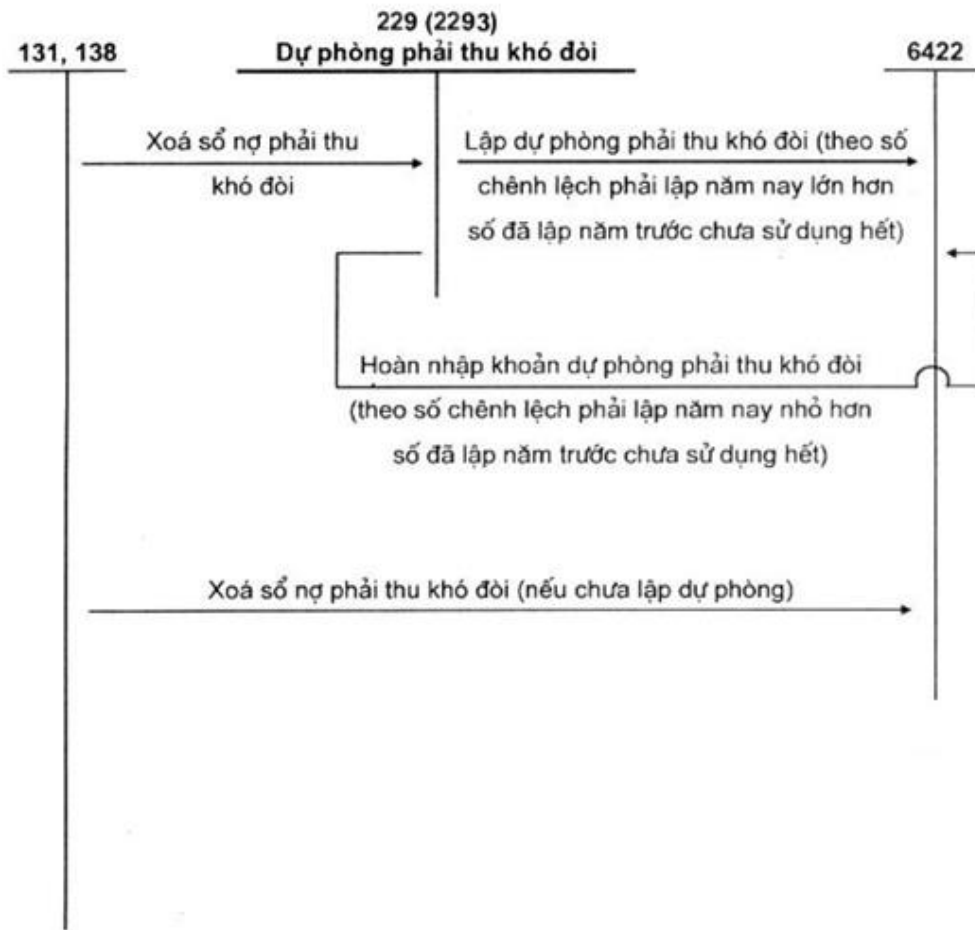 229 (2293)
131, 138
Dự phòng phải thu khó đòi
6422
Xoá sổ nợ phải thu
khó đòi
Lập dự phòng phải thu khó đòi (theo số
chênh lệch phải lập năm nay lớn hơn
số đã lập năm trước chưa sử dụng hết)
Hoàn nhập khoản dự phòng phải thu khó đòi
(theo số chênh lệch phải lập năm nay nhỏ hơn
số đã lập năm trước chưa sử dụng hết)
Xoá sổ nợ phải thu khó đòi (nếu chưa lập dự phòng)